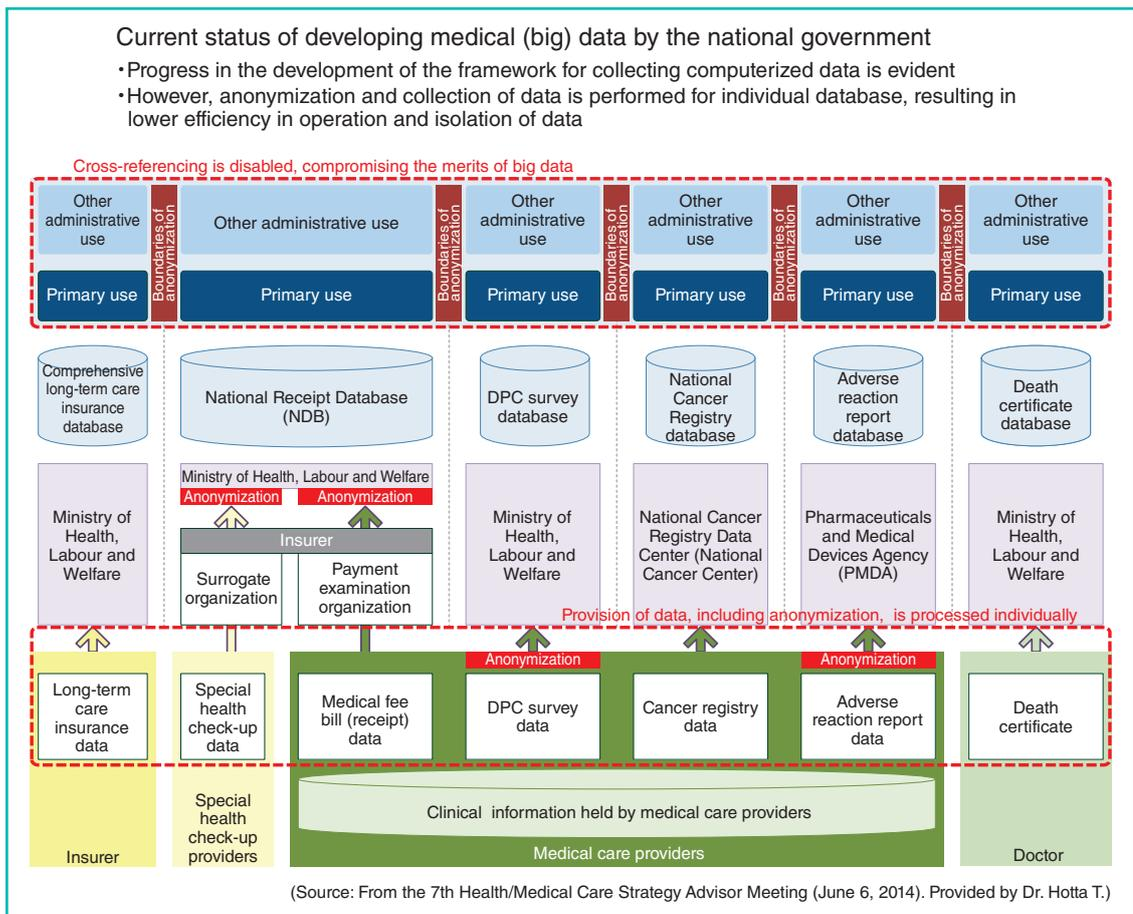 Current status of developing medical (big) data by the national government
・Progress in the development of the framework for collecting computerized data is evident
・However, anonymization and collection of data is performed for individual database, resulting in
lower efficiency in operation and isolation of data
Cross-referencing is disabled, compromising the merits of big data
Other
administrative
use
Boundaries of
anonymization
Other administrative use
Boundaries of
anonymization
Other
administrative
use
Boundaries of
anonymization
Other
administrative
use
Boundaries of
anonymization
Other
administrative
use
Boundaries of
anonymization
Other
administrative
use
Primary use
Primary use
Primary use
Primary use
Primary use
Primary use
Comprehensive
long-term care
insurance
database
National Receipt Database
(NDB)
DPC survey
database
National
Cancer
Registry
database
Adverse
reaction
report
database
Death
certificate
database
Ministry of
Health,
Labour and
Welfare
Ministry of Health, Labour and Welfare
Anonymization
Anonymization
Insurer
Surrogate
organization
Payment
examination
organization
Ministry of
Health,
Labour and
Welfare
National Cancer
Registry Data
Center (National
Cancer Center)
Pharmaceuticals
and Medical
Devices Agency
(PMDA)
Ministry of
Health,
Labour and
Welfare
Provision of data, including anonymization, is processed individually
Anonymization
Anonymization
Long-term
care
insurance
data
Special
health
check-up
data
Medical fee
bill (receipt)
data
DPC survey
data
Cancer registry
data
Adverse
reaction report
data
Death
certificate
Clinical information held by medical care providers
Insurer
Special
health
check-up
providers
Medical care providers
Doctor
(Source: From the 7th Health/Medical Care Strategy Advisor Meeting (June 6, 2014). Provided by Dr. Hotta T.)